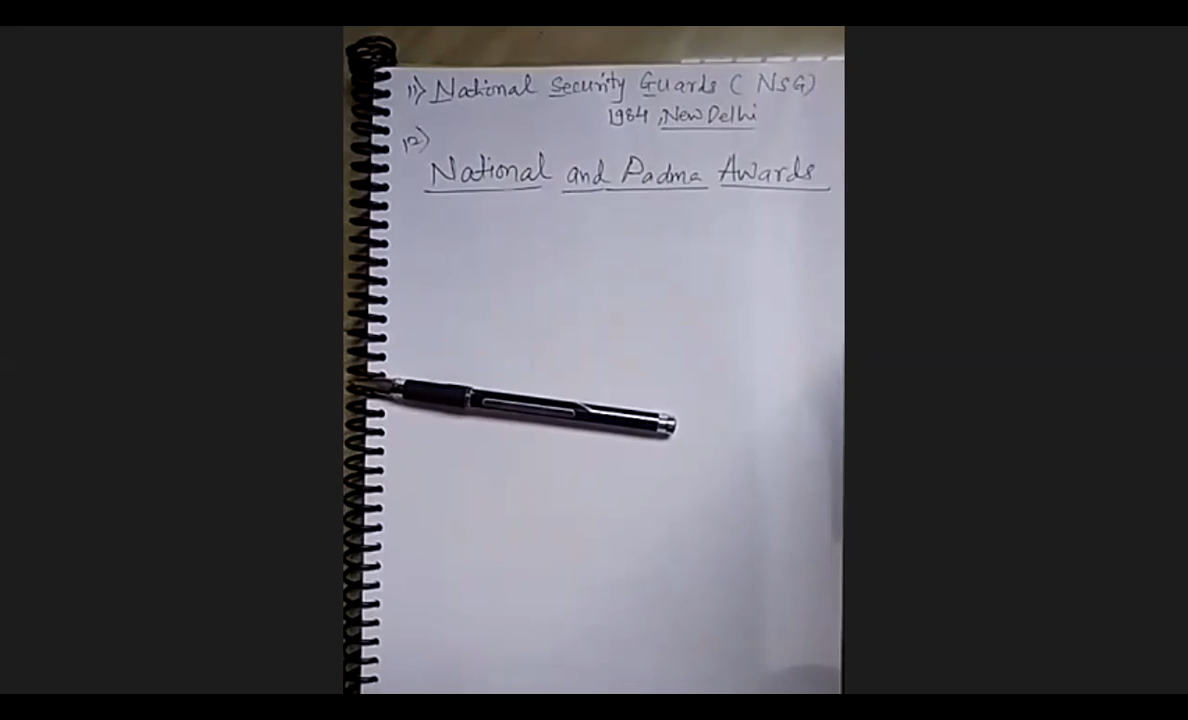 11) National Security Guards (NSG)
1984, New Delhi
12)
National and Padma Awards